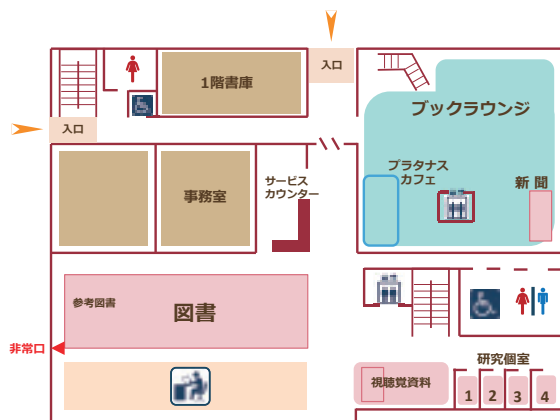 入口
1階書庫
入口
ブックラウンジ
プラタナス
カフェ
新聞
サービス
カウンター
事務室
参考図書
図書
非常口
研究個室
視聴覚資料
1
2
3
4